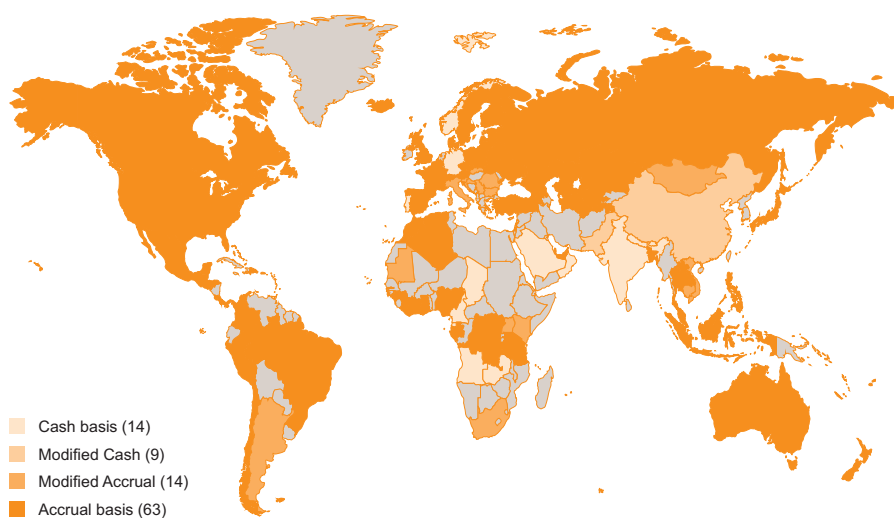 Cash basis (14)
Modified Cash (9)
Modified Accrual (14)
Accrual basis (63)